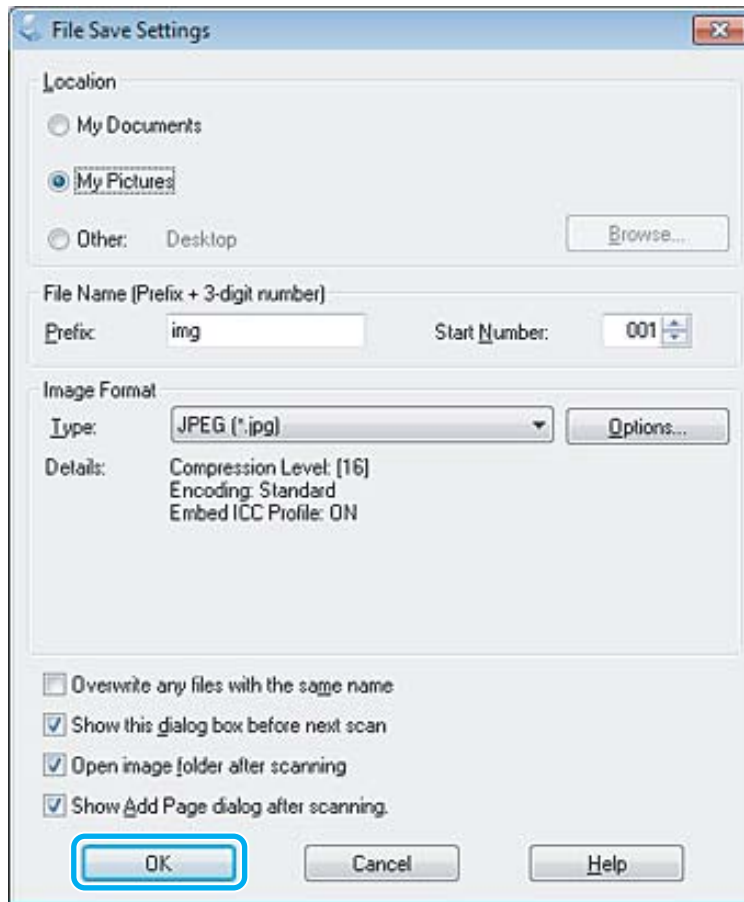 File Save Settings
Location
My Documents
My Pictures
Other: Desktop Browse...
File Name (Prefix + 3-digit number)
Prefix: img Start Number: 001
Image Format
Type: JPEG (*.jpg) Options...
Details: Compression Level: [16]
Encoding: Standard
Embed ICC Profile: ON
Overwrite any files with the same name
Show this dialog box before next scan
Open image folder after scanning
Show Add Page dialog after scanning.
OK Cancel Help